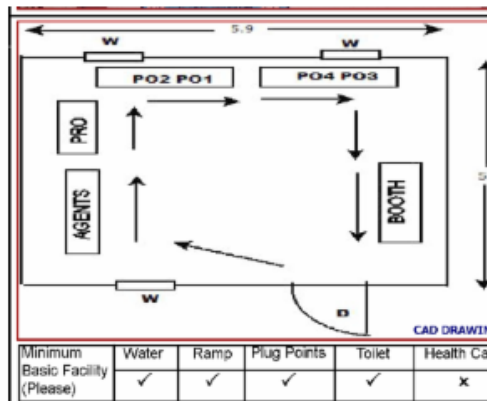 5.9
W W
PO2 PO1 PO4 PO3
PRO
AGENTS
BOOTH
W
D
CAD DRAWIN
Minimum Basic Facility (Please) Water Ramp Plug Points Toilet Health Ca
✓ ✓ ✓ ✓ x